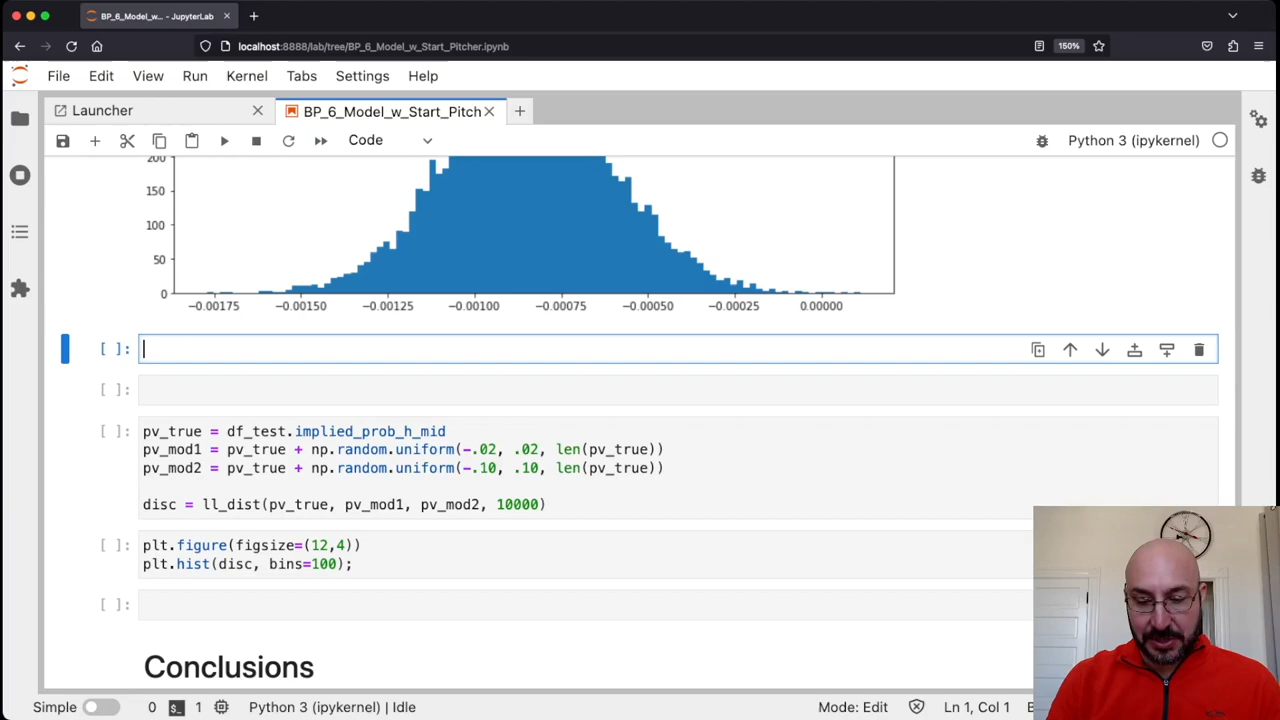 BP_6_Model_w... - JupyterLab
localhost:8888/lab/tree/BP_6_Model_w_Start_Pitcher.ipynb
150%
File Edit View Run Kernel Tabs Settings Help
Launcher
BP_6_Model_w_Start_Pitch
Code
Python 3 (ipykernel)
200
150
100
50
0
−0.00175 −0.00150 −0.00125 −0.00100 −0.00075 −0.00050 −0.00025 0.00000
[ ]:
[ ]:
[ ]: pv_true = df_test.implied_prob_h_mid
pv_mod1 = pv_true + np.random.uniform(-.02, .02, len(pv_true))
pv_mod2 = pv_true + np.random.uniform(-.10, .10, len(pv_true))
disc = ll_dist(pv_true, pv_mod1, pv_mod2, 10000)
[ ]: plt.figure(figsize=(12,4))
plt.hist(disc, bins=100);
[ ]:
Conclusions
Simple 0 1 Python 3 (ipykernel) | Idle Mode: Edit Ln 1, Col 1